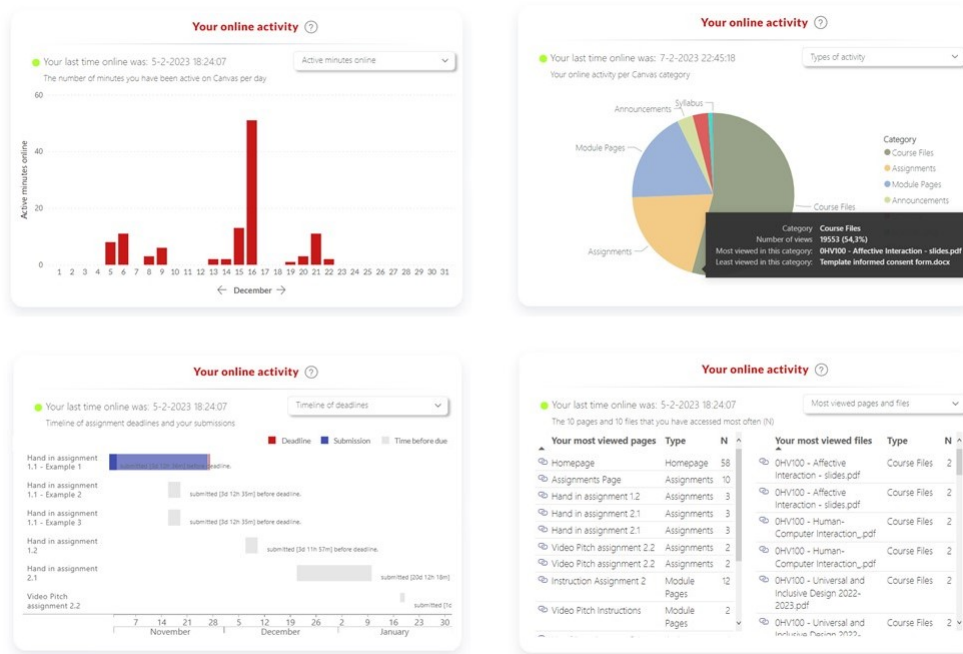 Your online activity ?
Your last time online was: 5-2-2023 18:24:07
Active minutes online
The number of minutes you have been active on Canvas per day
Active minutes online
60
40
20
0
1 2 3 4 5 6 7 8 9 10 11 12 13 14 15 16 17 18 19 20 21 22 23 24 25 26 27 28 29 30 31
← December →
Your online activity ?
Your last time online was: 7-2-2023 22:45:18
Types of activity
Your online activity per Canvas category
Syllabus
Announcements
Module Pages
Assignments
Course Files
Category
Course Files
Assignments
Module Pages
Announcements
Category Course Files
Number of views 19553 (54,3%)
Most viewed in this category: 0HV100 - Affective Interaction - slides.pdf
Least viewed in this category: Template informed consent form.docx
Your online activity ?
Your last time online was: 5-2-2023 18:24:07
Timeline of deadlines
Timeline of assignment deadlines and your submissions
Deadline Submission Time before due
Hand in assignment
1.1 - Example 1
deadline.
Hand in assignment
1.1 - Example 2
submitted [3d 12h 35m] before deadline.
Hand in assignment
1.1 - Example 3
submitted [3d 12h 35m] before deadline.
Hand in assignment
1.2
submitted [3d 11h 57m] before deadline.
Hand in assignment
2.1
submitted [20d 12h 18m]
Video Pitch
assignment 2.2
submitted
7 14 21 28 5 12 19 26 2 9 16 23 30
November December January
Your online activity ?
Your last time online was: 5-2-2023 18:24:07
Most viewed pages and files
The 10 pages and 10 files that you have accessed most often (N)
Your most viewed pages Type N
Homepage Homepage 58
Assignments Page Assignments 10
Hand in assignment 1.2 Assignments 3
Hand in assignment 2.1 Assignments 3
Hand in assignment 2.1 Assignments 3
Video Pitch assignment 2.2 Assignments 2
Video Pitch assignment 2.2 Assignments 2
Instruction Assignment 2 Module 12
Pages
Video Pitch Instructions Module 2
Pages
Your most viewed files Type N
0HV100 - Affective Course Files 2
Interaction - slides.pdf
0HV100 - Affective Course Files 2
Interaction - slides.pdf
0HV100 - Human- Course Files 2
Computer Interaction_.pdf
0HV100 - Human- Course Files 2
Computer Interaction_.pdf
0HV100 - Universal and Course Files 2
Inclusive Design 2022-
2023.pdf
0HV100 - Universal and Course Files 2
Inclusive Design 2022-